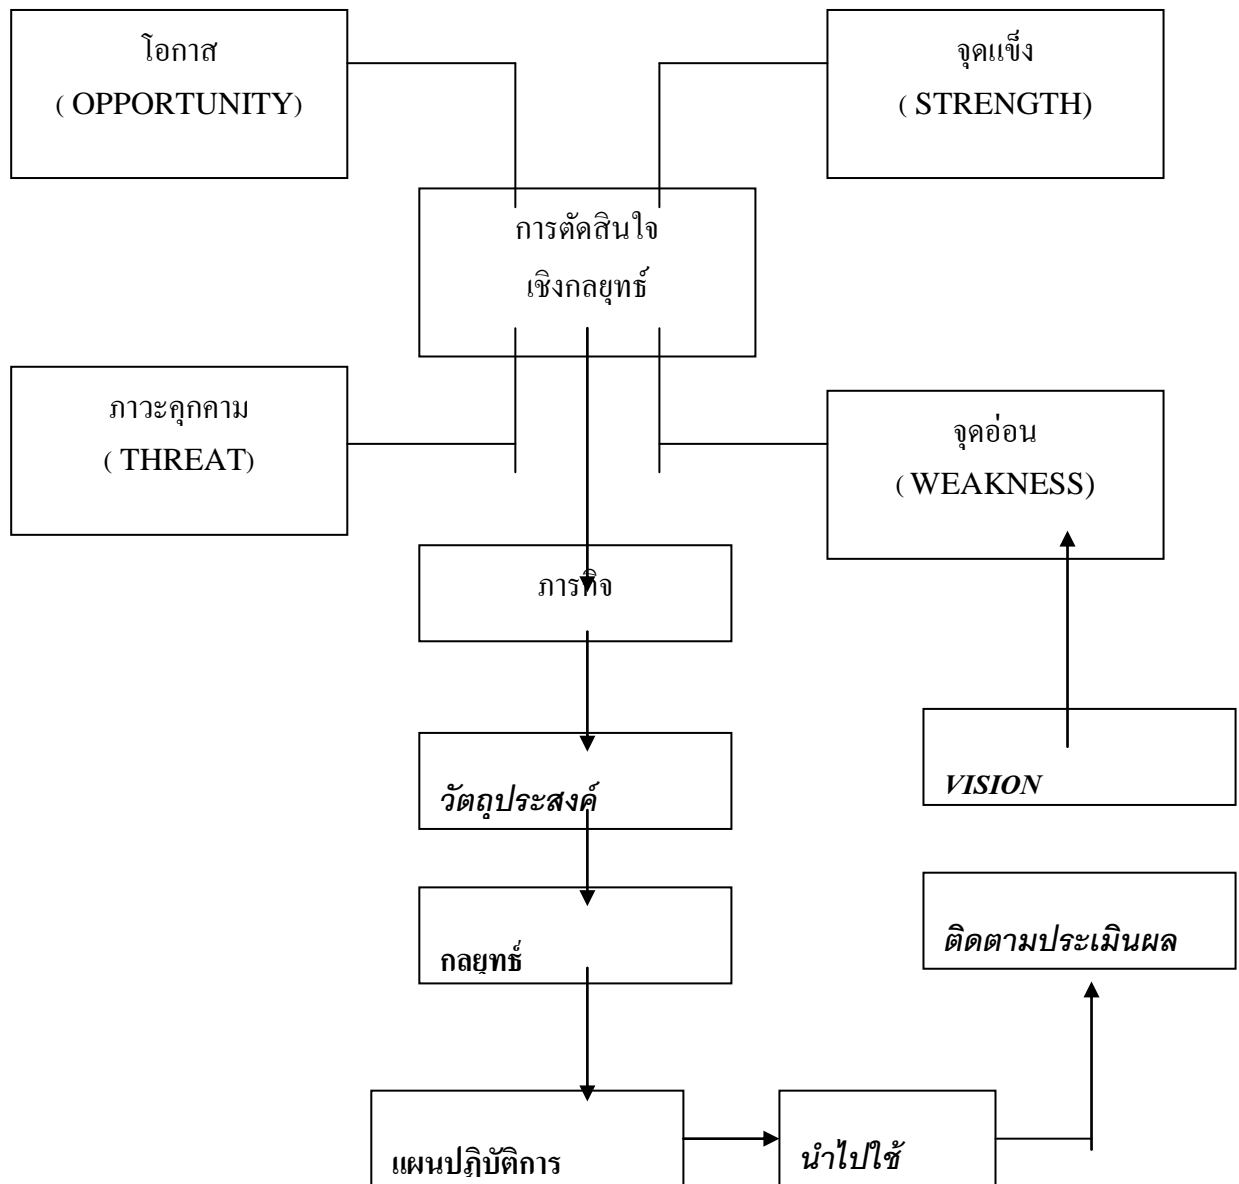 โอกาส
( OPPORTUNITY)
จุดแข็ง
( STRENGTH)
การตัดสินใจ
เชิงกลยุทธ์
ภาวะคุกคาม
( THREAT)
จุดอ่อน
( WEAKNESS)
ภารกิจ
วัตถุประสงค์
VISION
กลยุทธ์
ติดตามประเมินผล
แผนปฏิบัติการ
นำไปใช้